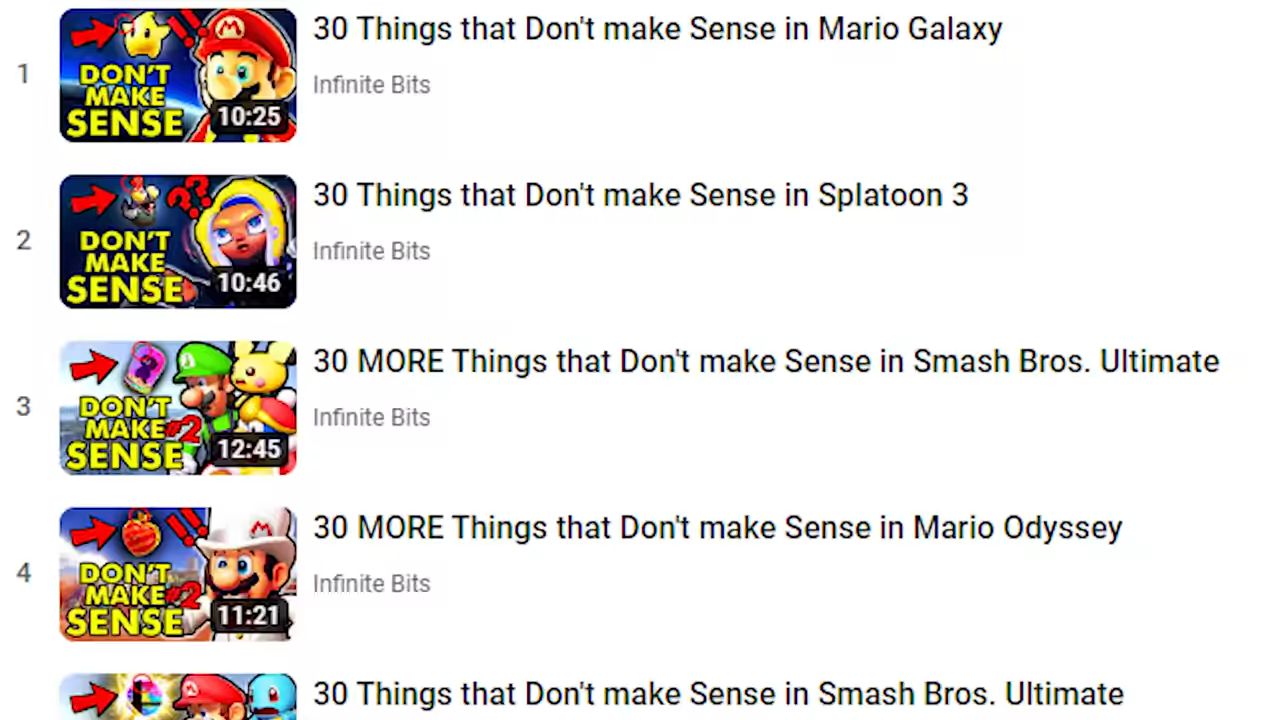 1
DON'T
MAKE
SENSE
10:25
30 Things that Don't make Sense in Mario Galaxy
Infinite Bits
2
??
DON'T
MAKE
SENSE
10:46
30 Things that Don't make Sense in Splatoon 3
Infinite Bits
3
DON'T
MAKE #2
SENSE
12:45
30 MORE Things that Don't make Sense in Smash Bros. Ultimate
Infinite Bits
4
!!
DON'T
MAKE #2
SENSE
11:21
30 MORE Things that Don't make Sense in Mario Odyssey
Infinite Bits
30 Things that Don't make Sense in Smash Bros. Ultimate